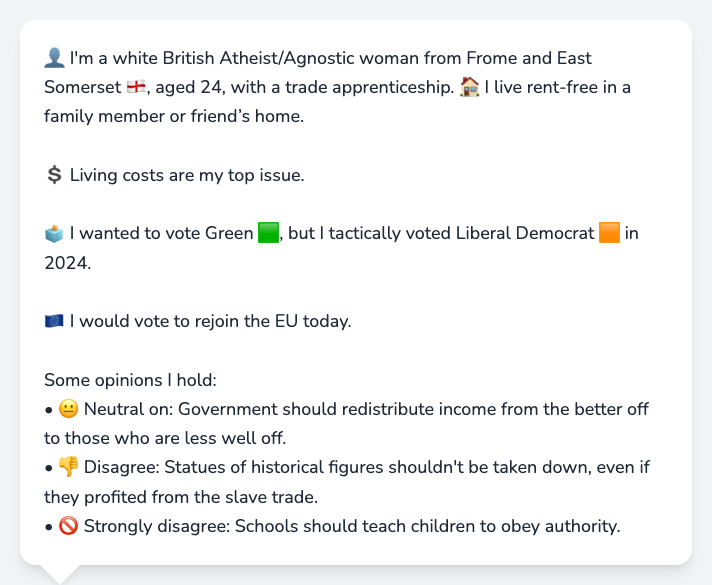 👤 I'm a white British Atheist/Agnostic woman from Frome and East
Somerset 🏴󠁧󠁢󠁥󠁮󠁧󠁿, aged 24, with a trade apprenticeship. 🏠 I live rent-free in a
family member or friend’s home.
💲 Living costs are my top issue.
🗳️ I wanted to vote Green 🟩, but I tactically voted Liberal Democrat 🟧 in
2024.
🇪🇺 I would vote to rejoin the EU today.
Some opinions I hold:
• 😐 Neutral on: Government should redistribute income from the better off
to those who are less well off.
• 👎 Disagree: Statues of historical figures shouldn't be taken down, even if
they profited from the slave trade.
• 🚫 Strongly disagree: Schools should teach children to obey authority.